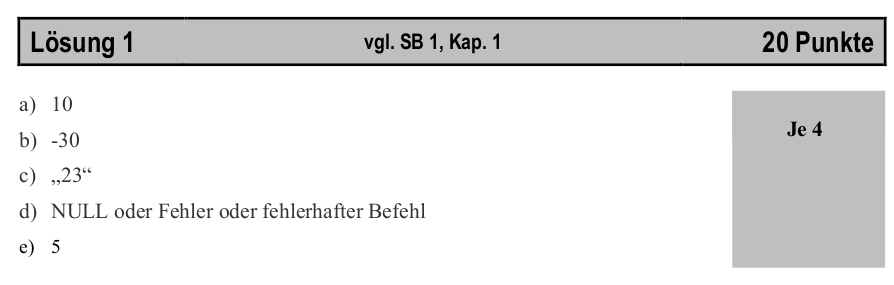 Lösung 1 vgl. SB 1, Kap. 1 20 Punkte
a) 10
Je 4
b) -30
c) „23“
d) NULL oder Fehler oder fehlerhafter Befehl
e) 5